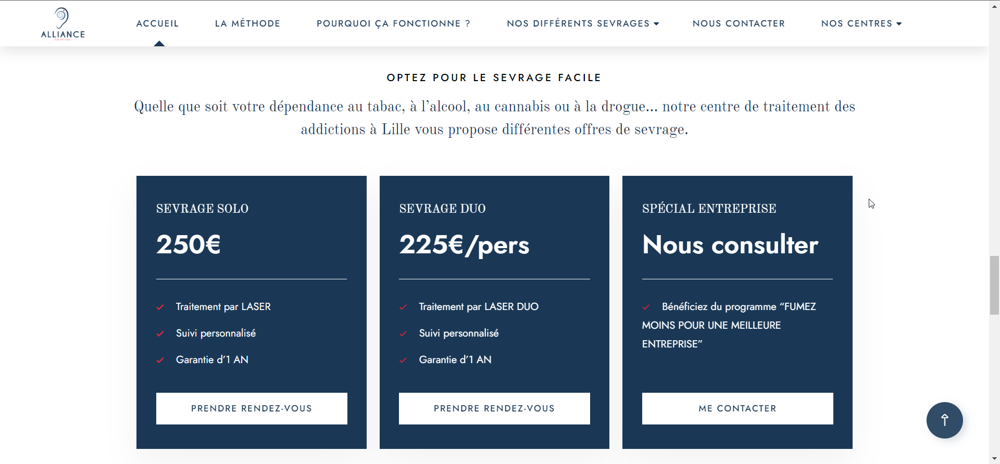 ALLIANCE
ACCUEIL
LA MÉTHODE
POURQUOI ÇA FONCTIONNE ?
NOS DIFFÉRENTS SEVRAGES
NOUS CONTACTER
NOS CENTRES
OPTEZ POUR LE SEVRAGE FACILE
Quelle que soit votre dépendance au tabac, à l’alcool, au cannabis ou à la drogue... notre centre de traitement des
addictions à Lille vous propose différentes offres de sevrage.
SEVRAGE SOLO
250€
Traitement par LASER
Suivi personnalisé
Garantie d’1 AN
PRENDRE RENDEZ-VOUS
SEVRAGE DUO
225€/pers
Traitement par LASER DUO
Suivi personnalisé
Garantie d’1 AN
PRENDRE RENDEZ-VOUS
SPÉCIAL ENTREPRISE
Nous consulter
Bénéficiez du programme “FUMEZ
MOINS POUR UNE MEILLEURE
ENTREPRISE”
ME CONTACTER